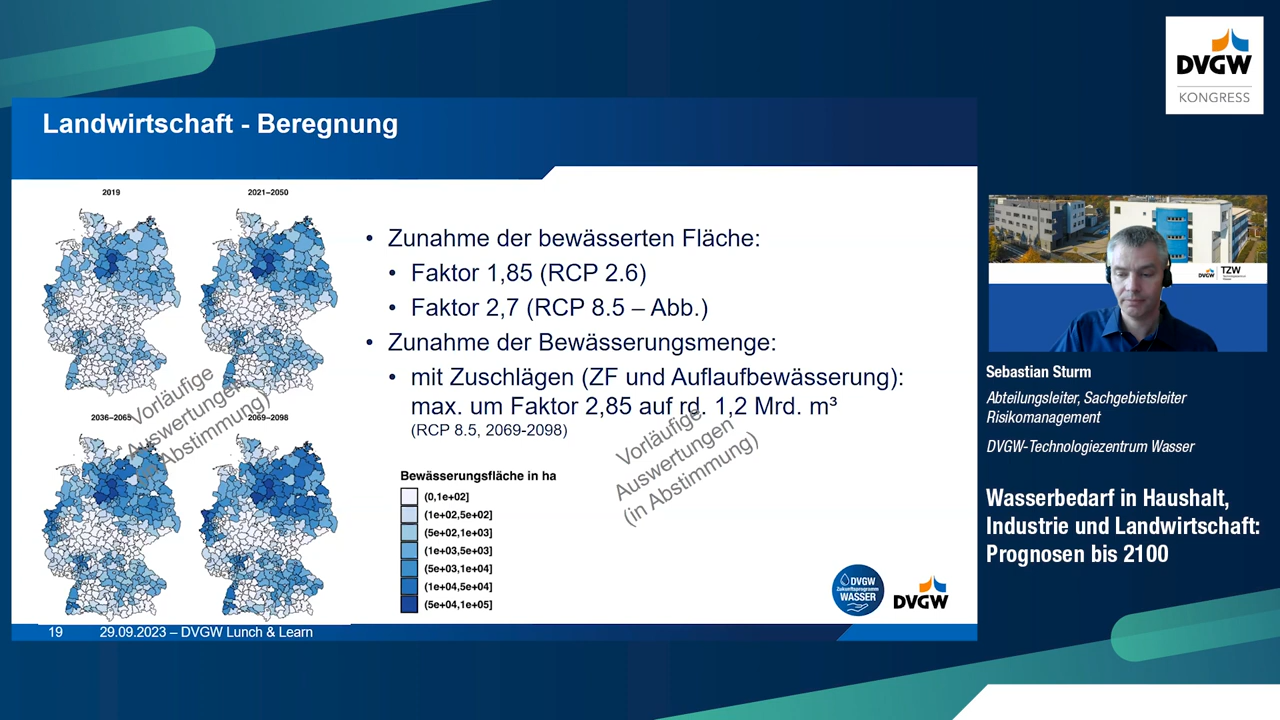 DVGW
KONGRESS
Landwirtschaft - Beregnung
2019
2021–2050
2036–2065
2069–2098
Vorläufige
Auswertungen
Abstimmung)
• Zunahme der bewässerten Fläche:
• Faktor 1,85 (RCP 2.6)
• Faktor 2,7 (RCP 8.5 – Abb.)
• Zunahme der Bewässerungsmenge:
• mit Zuschlägen (ZF und Auflaufbewässerung):
max. um Faktor 2,85 auf rd. 1,2 Mrd. m³
(RCP 8.5, 2069-2098)
Vorläufige
Auswertungen
(in Abstimmung)
Bewässerungsfläche in ha
(0,1e+02]
(1e+02,5e+02]
(5e+02,1e+03]
(1e+03,5e+03]
(5e+03,1e+04]
(1e+04,5e+04]
(5e+04,1e+05]
DVGW
Zukunftsprogramm
WASSER
DVGW
19 29.09.2023 – DVGW Lunch & Learn
DVGW TZW
Sebastian Sturm
Abteilungsleiter, Sachgebietsleiter
Risikomanagement
DVGW-Technologiezentrum Wasser
Wasserbedarf in Haushalt,
Industrie und Landwirtschaft:
Prognosen bis 2100